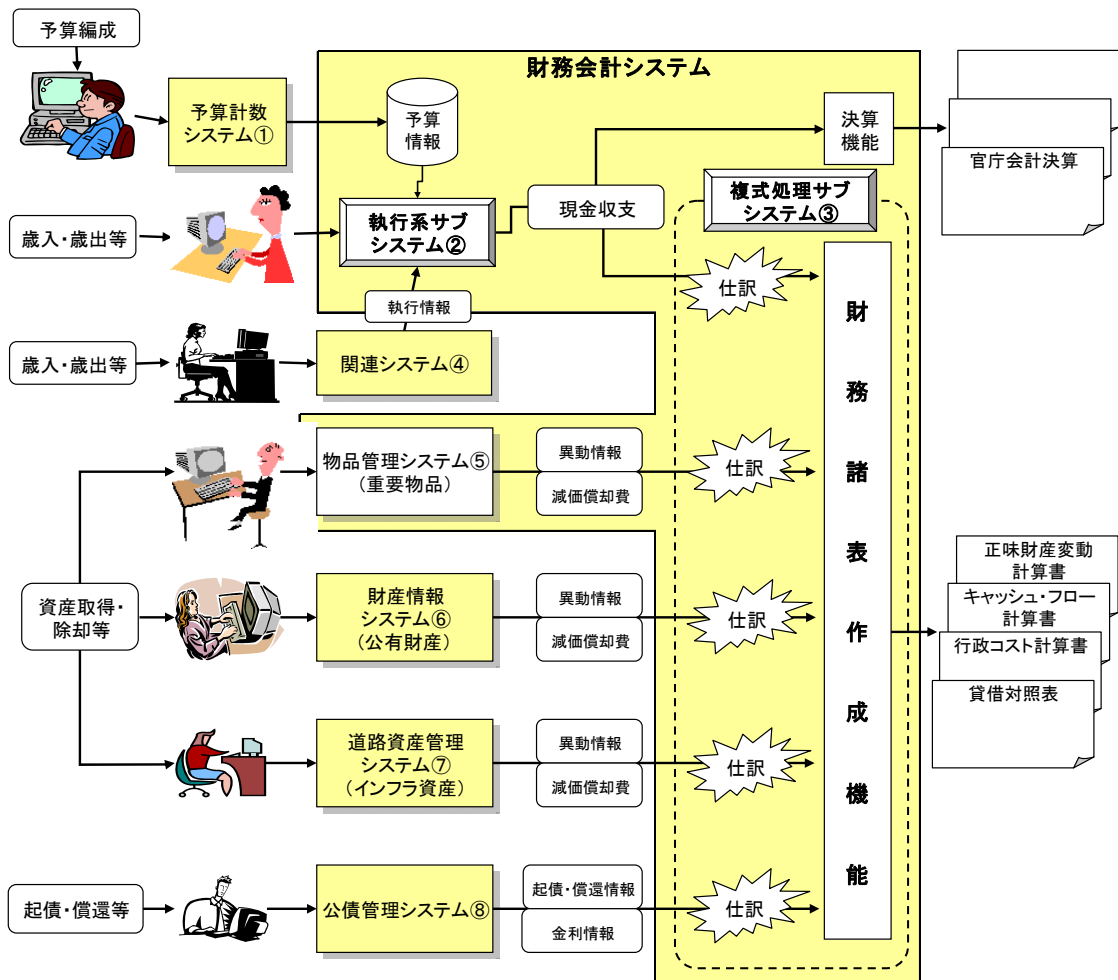 予算編成
財務会計システム
予算計数
システム①
予算
情報
決算
機能
官庁会計決算
歳入・歳出等
執行系サブ
システム②
現金収支
複式処理サブ
システム③
仕訳
執行情報
歳入・歳出等
関連システム④
財務諸表作成機能
物品管理システム⑤
(重要物品)
異動情報
減価償却費
仕訳
資産取得・
除却等
財産情報
システム⑥
(公有財産)
異動情報
減価償却費
仕訳
正味財産変動
計算書
キャッシュ・フロー
計算書
行政コスト計算書
貸借対照表
道路資産管理
システム⑦
(インフラ資産)
異動情報
減価償却費
仕訳
起債・償還等
公債管理システム⑧
起債・償還情報
金利情報
仕訳